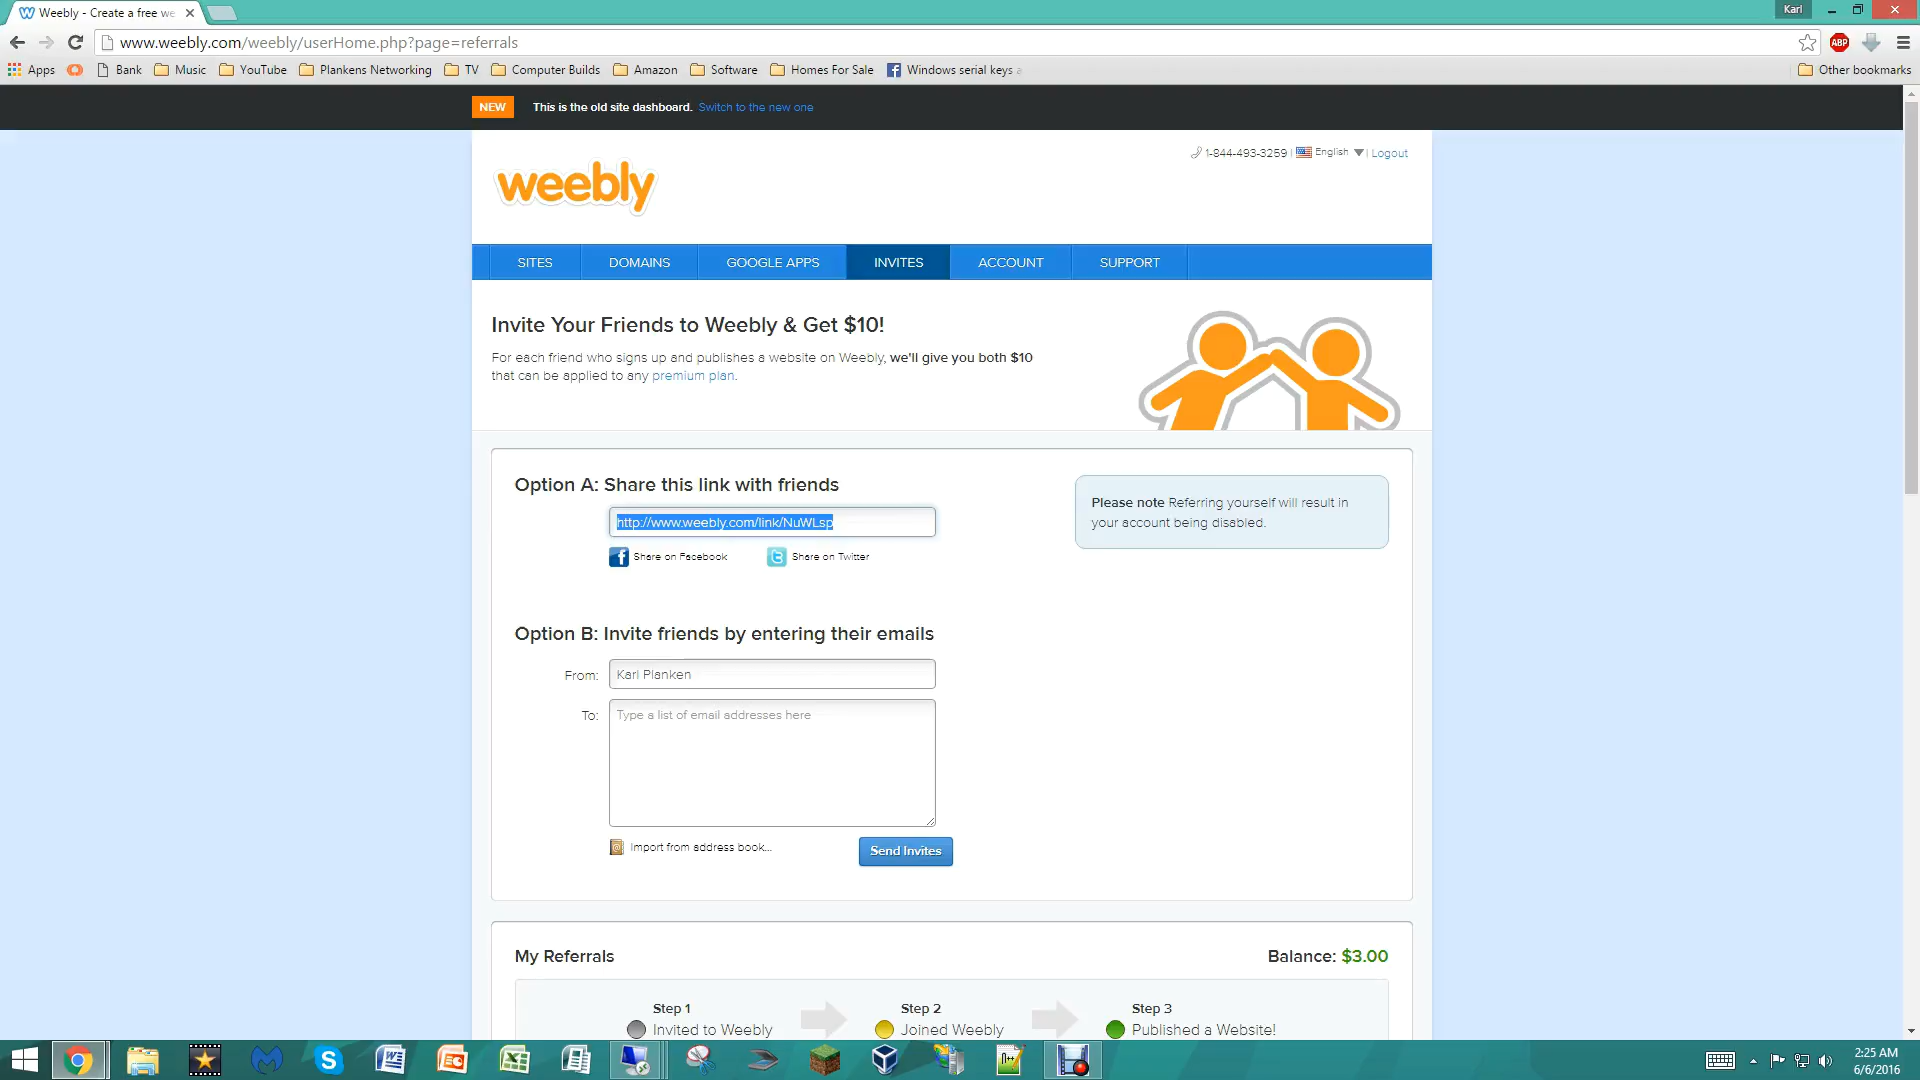 Weebly - Create a free we
Karl
www.weebly.com/weebly/userHome.php?page=referrals
ABP
Apps
Bank
Music
YouTube
Plankens Networking
TV
Computer Builds
Amazon
Software
Homes For Sale
Windows serial keys a
Other bookmarks
NEW
This is the old site dashboard. Switch to the new one
1-844-493-3259 | English | Logout
weebly
SITES
DOMAINS
GOOGLE APPS
INVITES
ACCOUNT
SUPPORT
Invite Your Friends to Weebly & Get $10!
For each friend who signs up and publishes a website on Weebly, we'll give you both $10
that can be applied to any premium plan.
Option A: Share this link with friends
http://www.weebly.com/link/NuWLsp
Share on Facebook
Share on Twitter
Please note Referring yourself will result in
your account being disabled.
Option B: Invite friends by entering their emails
From: Karl Planken
To: Type a list of email addresses here
Import from address book...
Send Invites
My Referrals
Balance: $3.00
Step 1
Invited to Weebly
Step 2
Joined Weebly
Step 3
Published a Website!
2:25 AM
6/6/2016